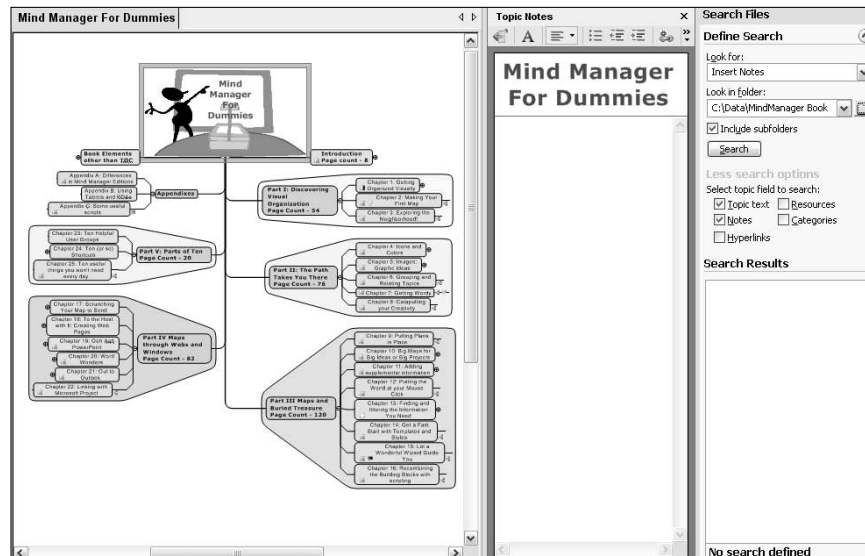 Mind Manager For Dummies
Mind
Manager
For
Dummies
Book Elements
other than TOC
Introduction
Page count - 8
Appendix A: Differences
in Mind Manager Editions
Appendix B: Using
Tablets and PDAs
Appendix C: Some useful
scripts
Appendixes
Part I: Discovering
Visual
Organization
Page Count - 54
Chapter 1: Getting
Organized Visually
Chapter 2: Making Your
First Map
Chapter 3: Exploring the
Neighborhood!
Chapter 23: Ten Helpful
User Groups
Chapter 24: Ten (or so)
Shortcuts
Chapter 25: Ten useful
things you won't need
every day
Part V: Parts of Ten
Page Count - 20
Part II: The Path
Takes You There
Page Count - 76
Chapter 4: Icons and
Colors
Chapter 5: Images:
Graphic Ideas
Chapter 6: Grouping and
Relating Topics
Chapter 7: Getting Wordy
Chapter 8: Catapulting
your Creativity
Chapter 17: Scrunching
Your Map to Send
Chapter 18: To the Host
with It: Creating Web
Pages
Chapter 19: Ooh
PowerPoint
Chapter 20: Word
Wonders
Chapter 21: Out to
Outlook
Chapter 22: Linking with
Microsoft Project
Part IV Maps
through Webs and
Windows
Page Count - 82
Part III Maps and
Buried Treasure
Page Count - 120
Chapter 9: Putting Plans
in Place
Chapter 10: Big Maps for
Big Ideas or Big Projects
Chapter 11: Adding
supplemental information
Chapter 12: Putting the
World at your Mouse
Click
Chapter 13: Finding and
filtering the Information
You Need!
Chapter 14: Get a Fast
Start with Templates and
Styles
Chapter 15: Let a
Wonderful Wizard Guide
You
Chapter 16: Recombining
the Building Blocks with
scripting
Topic Notes
A
Mind Manager
For Dummies
Search Files
Define Search
Look for:
Insert Notes
Look in folder:
C:\Data\MindManager Book
Include subfolders
Search
Less search options
Select topic field to search:
Topic text
Resources
Notes
Categories
Hyperlinks
Search Results
No search defined